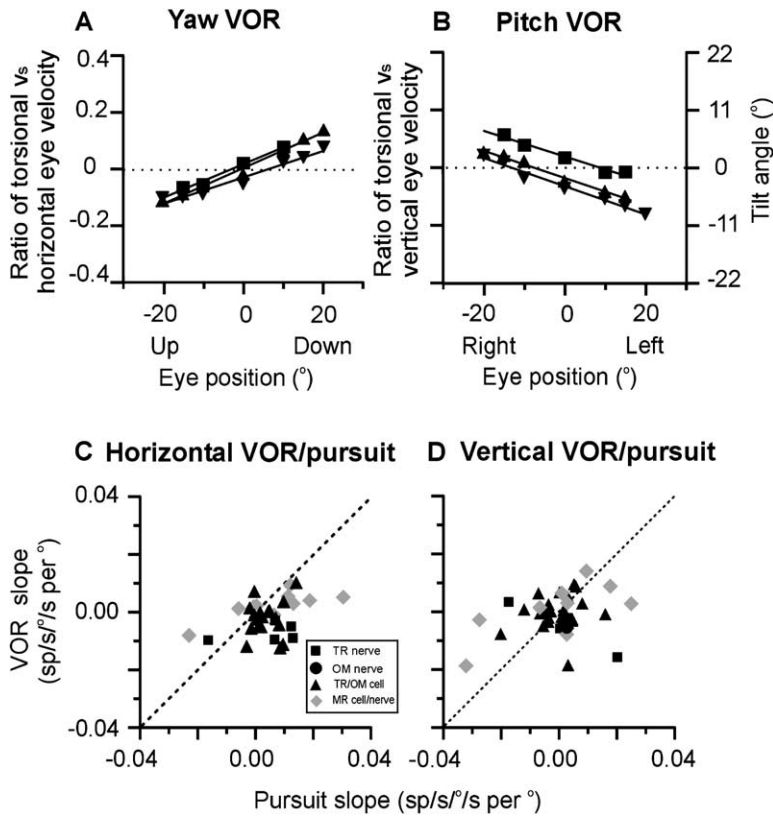 A Yaw VOR
B Pitch VOR
Ratio of torsional vs
horizontal eye velocity
0.4
0.2
0
-0.2
-0.4
-20 0 20
Up Down
Eye position (°)
Ratio of torsional vs
vertical eye velocity
22
11
0
-11
-22
Tilt angle (°)
-20 0 20
Right Left
Eye position (°)
C Horizontal VOR/pursuit
D Vertical VOR/pursuit
VOR slope
(sp/s/°/s per °)
0.04
0.00
-0.04
TR nerve
OM nerve
TR/OM cell
MR cell/nerve
-0.04 0.00 0.04
-0.04 0.00 0.04
Pursuit slope (sp/s/°/s per °)